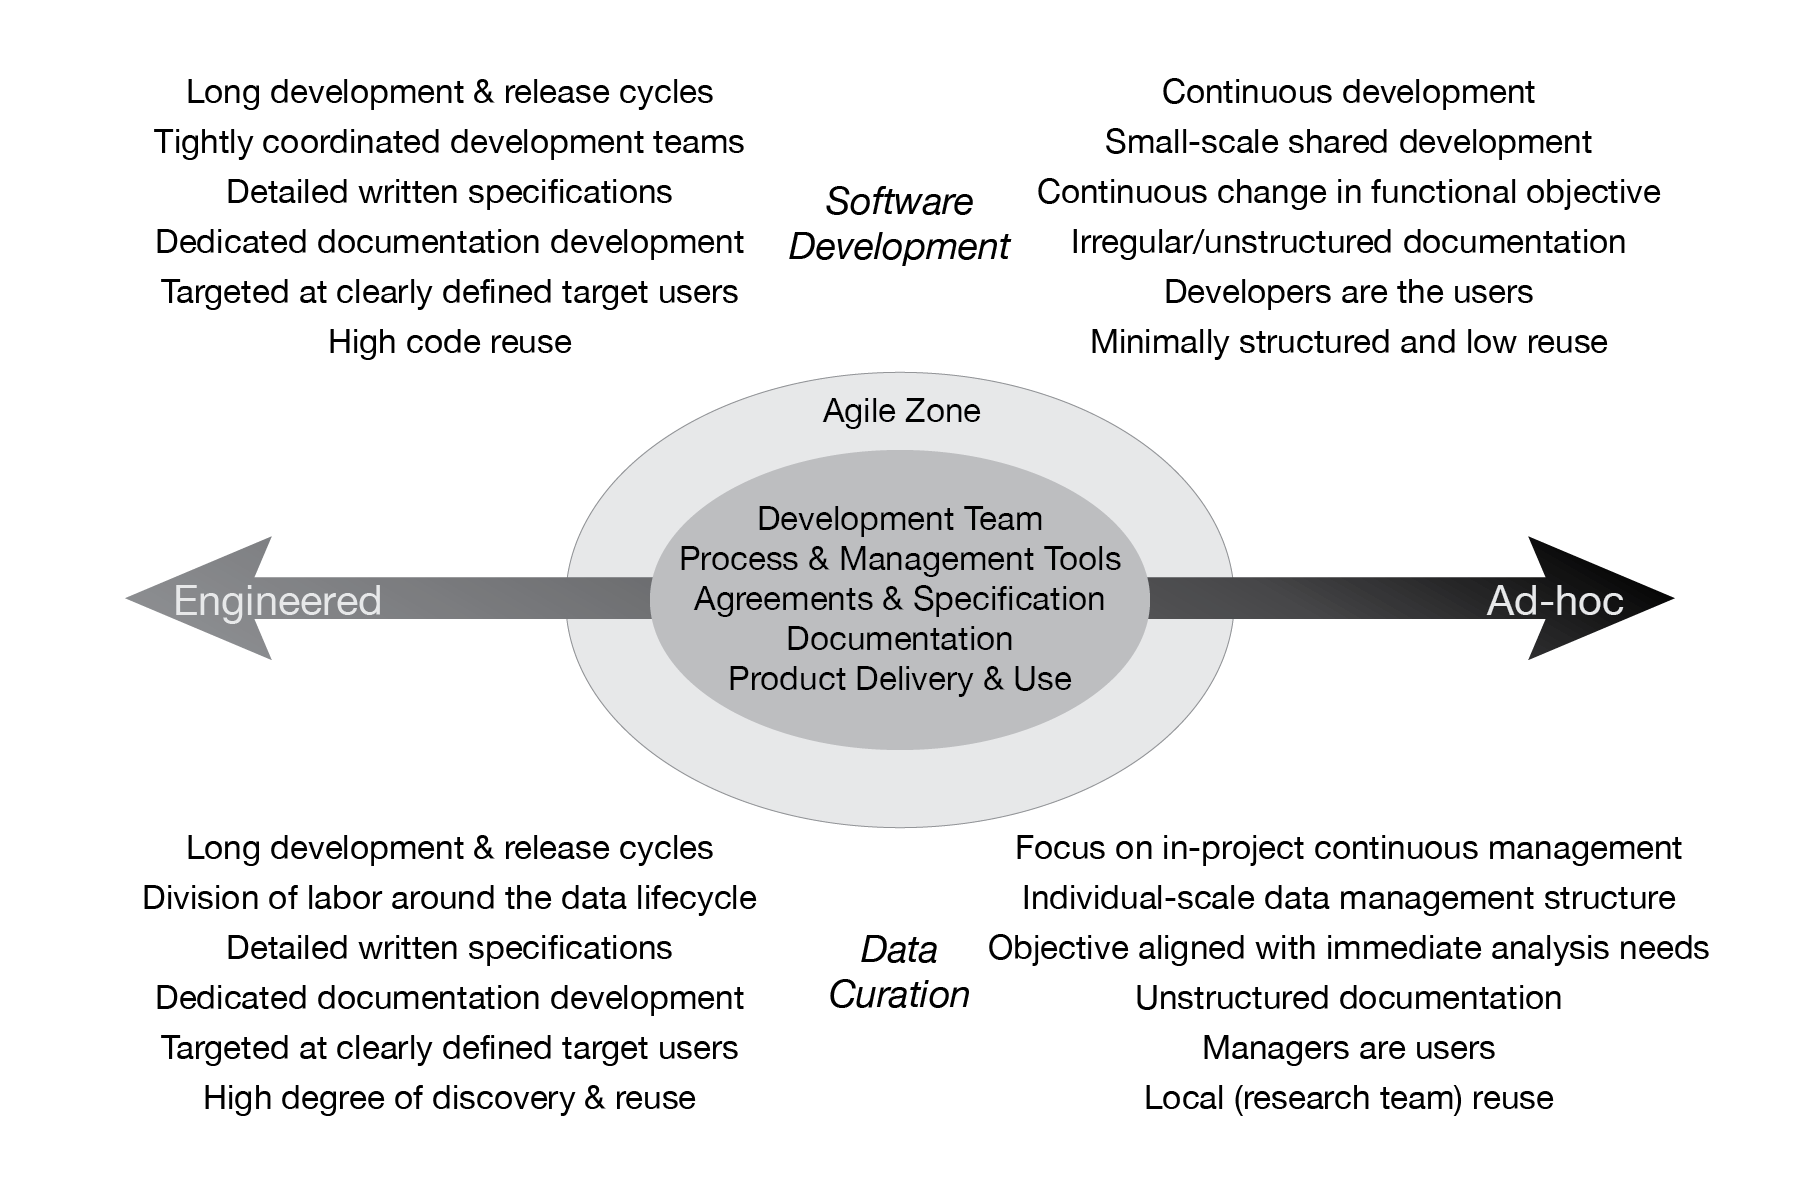 Long development & release cycles
Tightly coordinated development teams
Detailed written specifications
Dedicated documentation development
Targeted at clearly defined target users
High code reuse
Software
Development
Continuous development
Small-scale shared development
Continuous change in functional objective
Irregular/unstructured documentation
Developers are the users
Minimally structured and low reuse
Agile Zone
Engineered
Development Team
Process & Management Tools
Agreements & Specification
Documentation
Product Delivery & Use
Ad-hoc
Long development & release cycles
Division of labor around the data lifecycle
Detailed written specifications
Dedicated documentation development
Targeted at clearly defined target users
High degree of discovery & reuse
Data
Curation
Focus on in-project continuous management
Individual-scale data management structure
Objective aligned with immediate analysis needs
Unstructured documentation
Managers are users
Local (research team) reuse